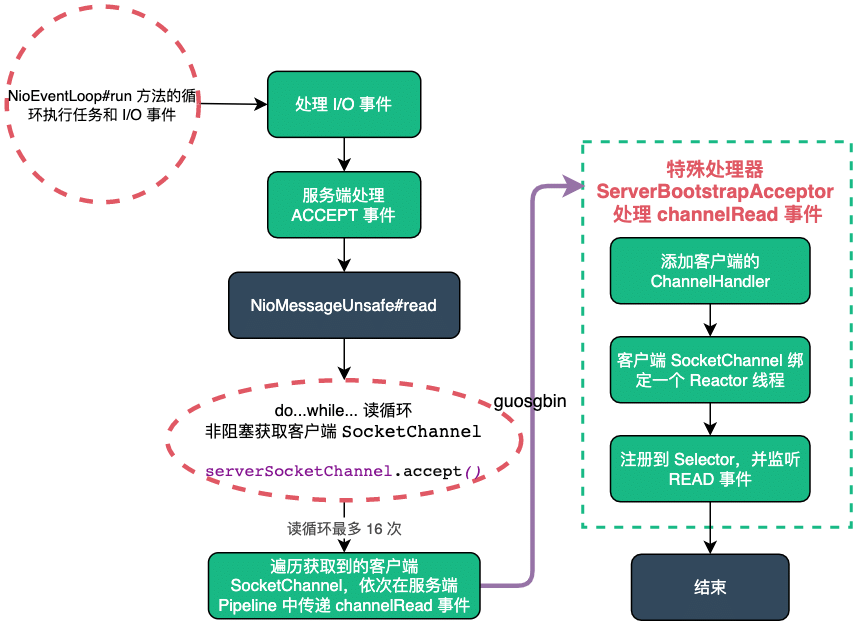 NioEventLoop#run 方法的循
环执行任务和 I/O 事件
处理 I/O 事件
服务端处理
ACCEPT 事件
NioMessageUnsafe#read
do...while... 读循环
非阻塞获取客户端 SocketChannel
serverSocketChannel.accept()
guosgbin
读循环最多 16 次
遍历获取到的客户端
SocketChannel，依次在服务端
Pipeline 中传递 channelRead 事件
特殊处理器
ServerBootstrapAcceptor
处理 channelRead 事件
添加客户端的
ChannelHandler
客户端 SocketChannel 绑
定一个 Reactor 线程
注册到 Selector，并监听
READ 事件
结束